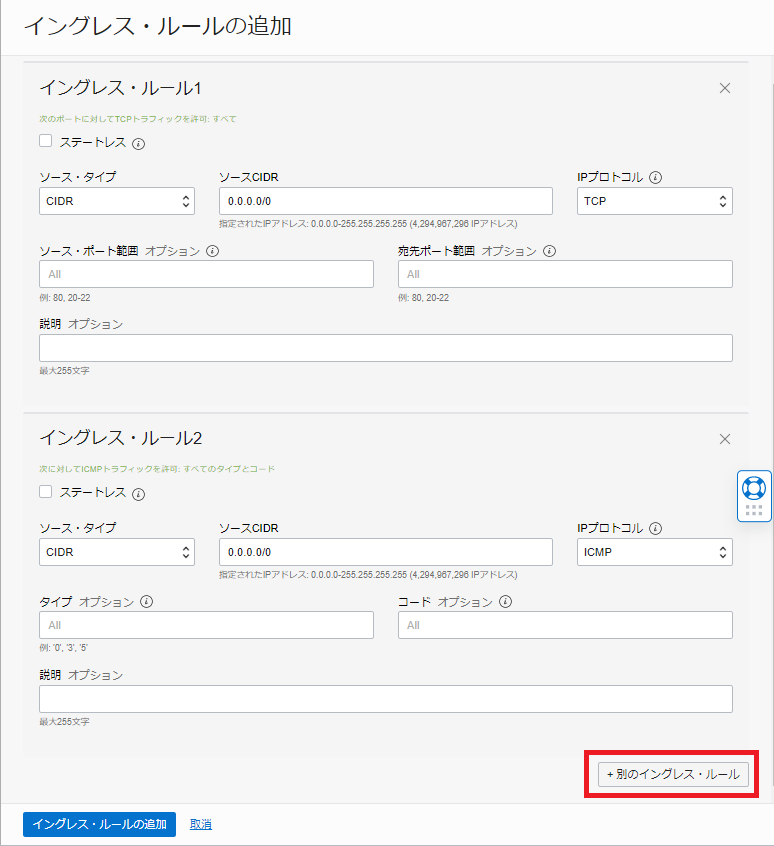 イングレス・ルールの追加
イングレス・ルール1
次のポートに対してTCPトラフィックを許可: すべて
ステートレス
ソース・タイプ ソースCIDR IPプロトコル
CIDR 0.0.0.0/0 TCP
指定されたIPアドレス: 0.0.0.0-255.255.255.255 (4,294,967,296 IPアドレス)
ソース・ポート範囲 オプション 宛先ポート範囲 オプション
All All
例: 80, 20-22 例: 80, 20-22
説明 オプション
最大255文字
イングレス・ルール2
次に対してICMPトラフィックを許可: すべてのタイプとコード
ステートレス
ソース・タイプ ソースCIDR IPプロトコル
CIDR 0.0.0.0/0 ICMP
指定されたIPアドレス: 0.0.0.0-255.255.255.255 (4,294,967,296 IPアドレス)
タイプ オプション コード オプション
All All
例: '0', '3', '5'
説明 オプション
最大255文字
+ 別のイングレス・ルール
イングレス・ルールの追加 取消